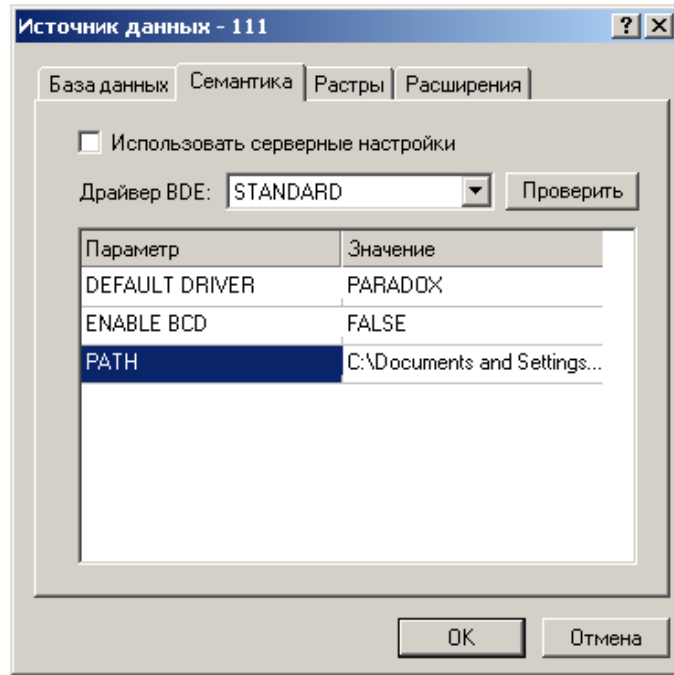 Источник данных - 111
База данных Семантика Растры Расширения
Использовать серверные настройки
Драйвер BDE: STANDARD Проверить
Параметр Значение
DEFAULT DRIVER PARADOX
ENABLE BCD FALSE
PATH C:\Documents and Settings...
OK Отмена